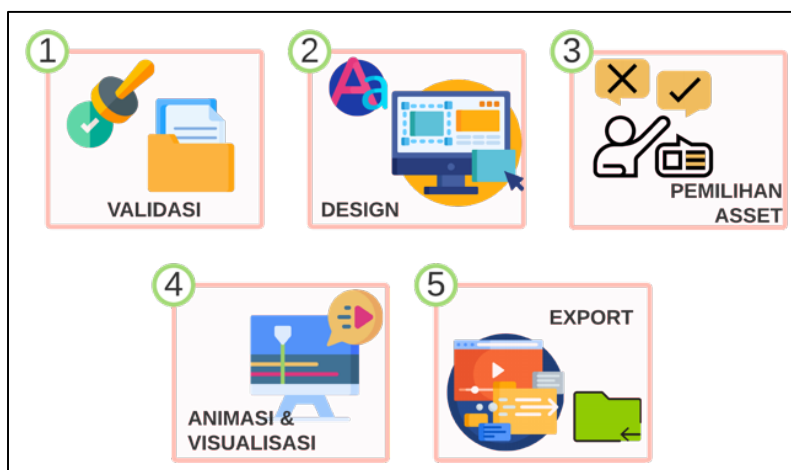 1
VALIDASI
2
Aa
DESIGN
3
PEMILIHAN
ASSET
4
ANIMASI &
VISUALISASI
5
EXPORT